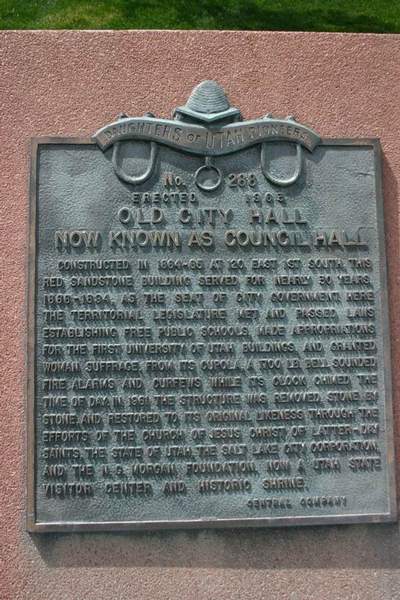 DAUGHTERS OF UTAH PIONEERS
No. 286
ERECTED 1963
OLD CITY HALL
NOW KNOWN AS COUNCIL HALL
CONSTRUCTED IN 1864-65 AT 120 EAST 1ST SOUTH, THIS
RED SANDSTONE BUILDING SERVED FOR NEARLY 30 YEARS,
1866-1894, AS THE SEAT OF CITY GOVERNMENT. HERE
THE TERRITORIAL LEGISLATURE MET AND PASSED LAWS
ESTABLISHING FREE PUBLIC SCHOOLS, MADE APPROPRIATIONS
FOR THE FIRST UNIVERSITY OF UTAH BUILDINGS, AND GRANTED
WOMAN SUFFRAGE. FROM ITS CUPOLA, A 700 LB. BELL SOUNDED
FIRE ALARMS AND CURFEWS WHILE ITS CLOCK CHIMED THE
TIME OF DAY. IN 1961 THE STRUCTURE WAS REMOVED, STONE BY
STONE, AND RESTORED TO ITS ORIGINAL LIKENESS THROUGH THE
EFFORTS OF THE CHURCH OF JESUS CHRIST OF LATTER-DAY
SAINTS, THE STATE OF UTAH, THE SALT LAKE CITY CORPORATION,
AND THE N. G. MORGAN FOUNDATION. NOW A UTAH STATE
VISITOR CENTER AND HISTORIC SHRINE.
CENTRAL COMPANY